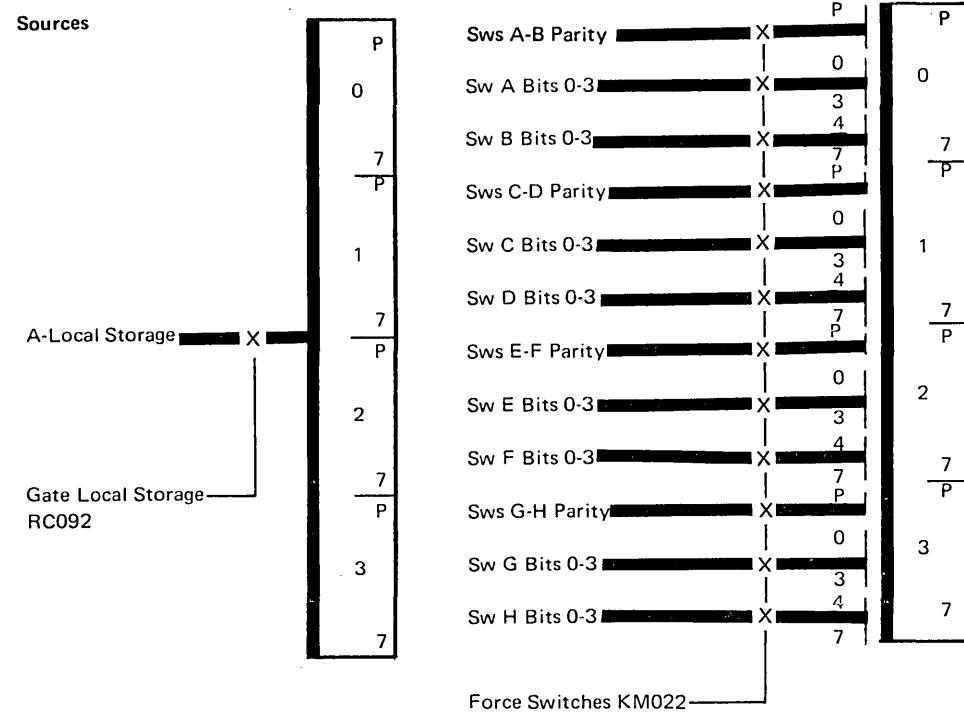 Sources
P
0
7
P
1
7
P
2
7
P
3
7
A-Local Storage
X
Gate Local Storage
RC092
Sws A-B Parity X P
Sw A Bits 0-3 X 0
3
Sw B Bits 0-3 X 4
7
Sws C-D Parity X P
Sw C Bits 0-3 X 0
3
Sw D Bits 0-3 X 4
7
Sws E-F Parity X P
Sw E Bits 0-3 X 0
3
Sw F Bits 0-3 X 4
7
Sws G-H Parity X P
Sw G Bits 0-3 X 0
3
Sw H Bits 0-3 X 4
7
Force Switches KM022
P
0
7
P
1
7
P
2
7
P
3
7